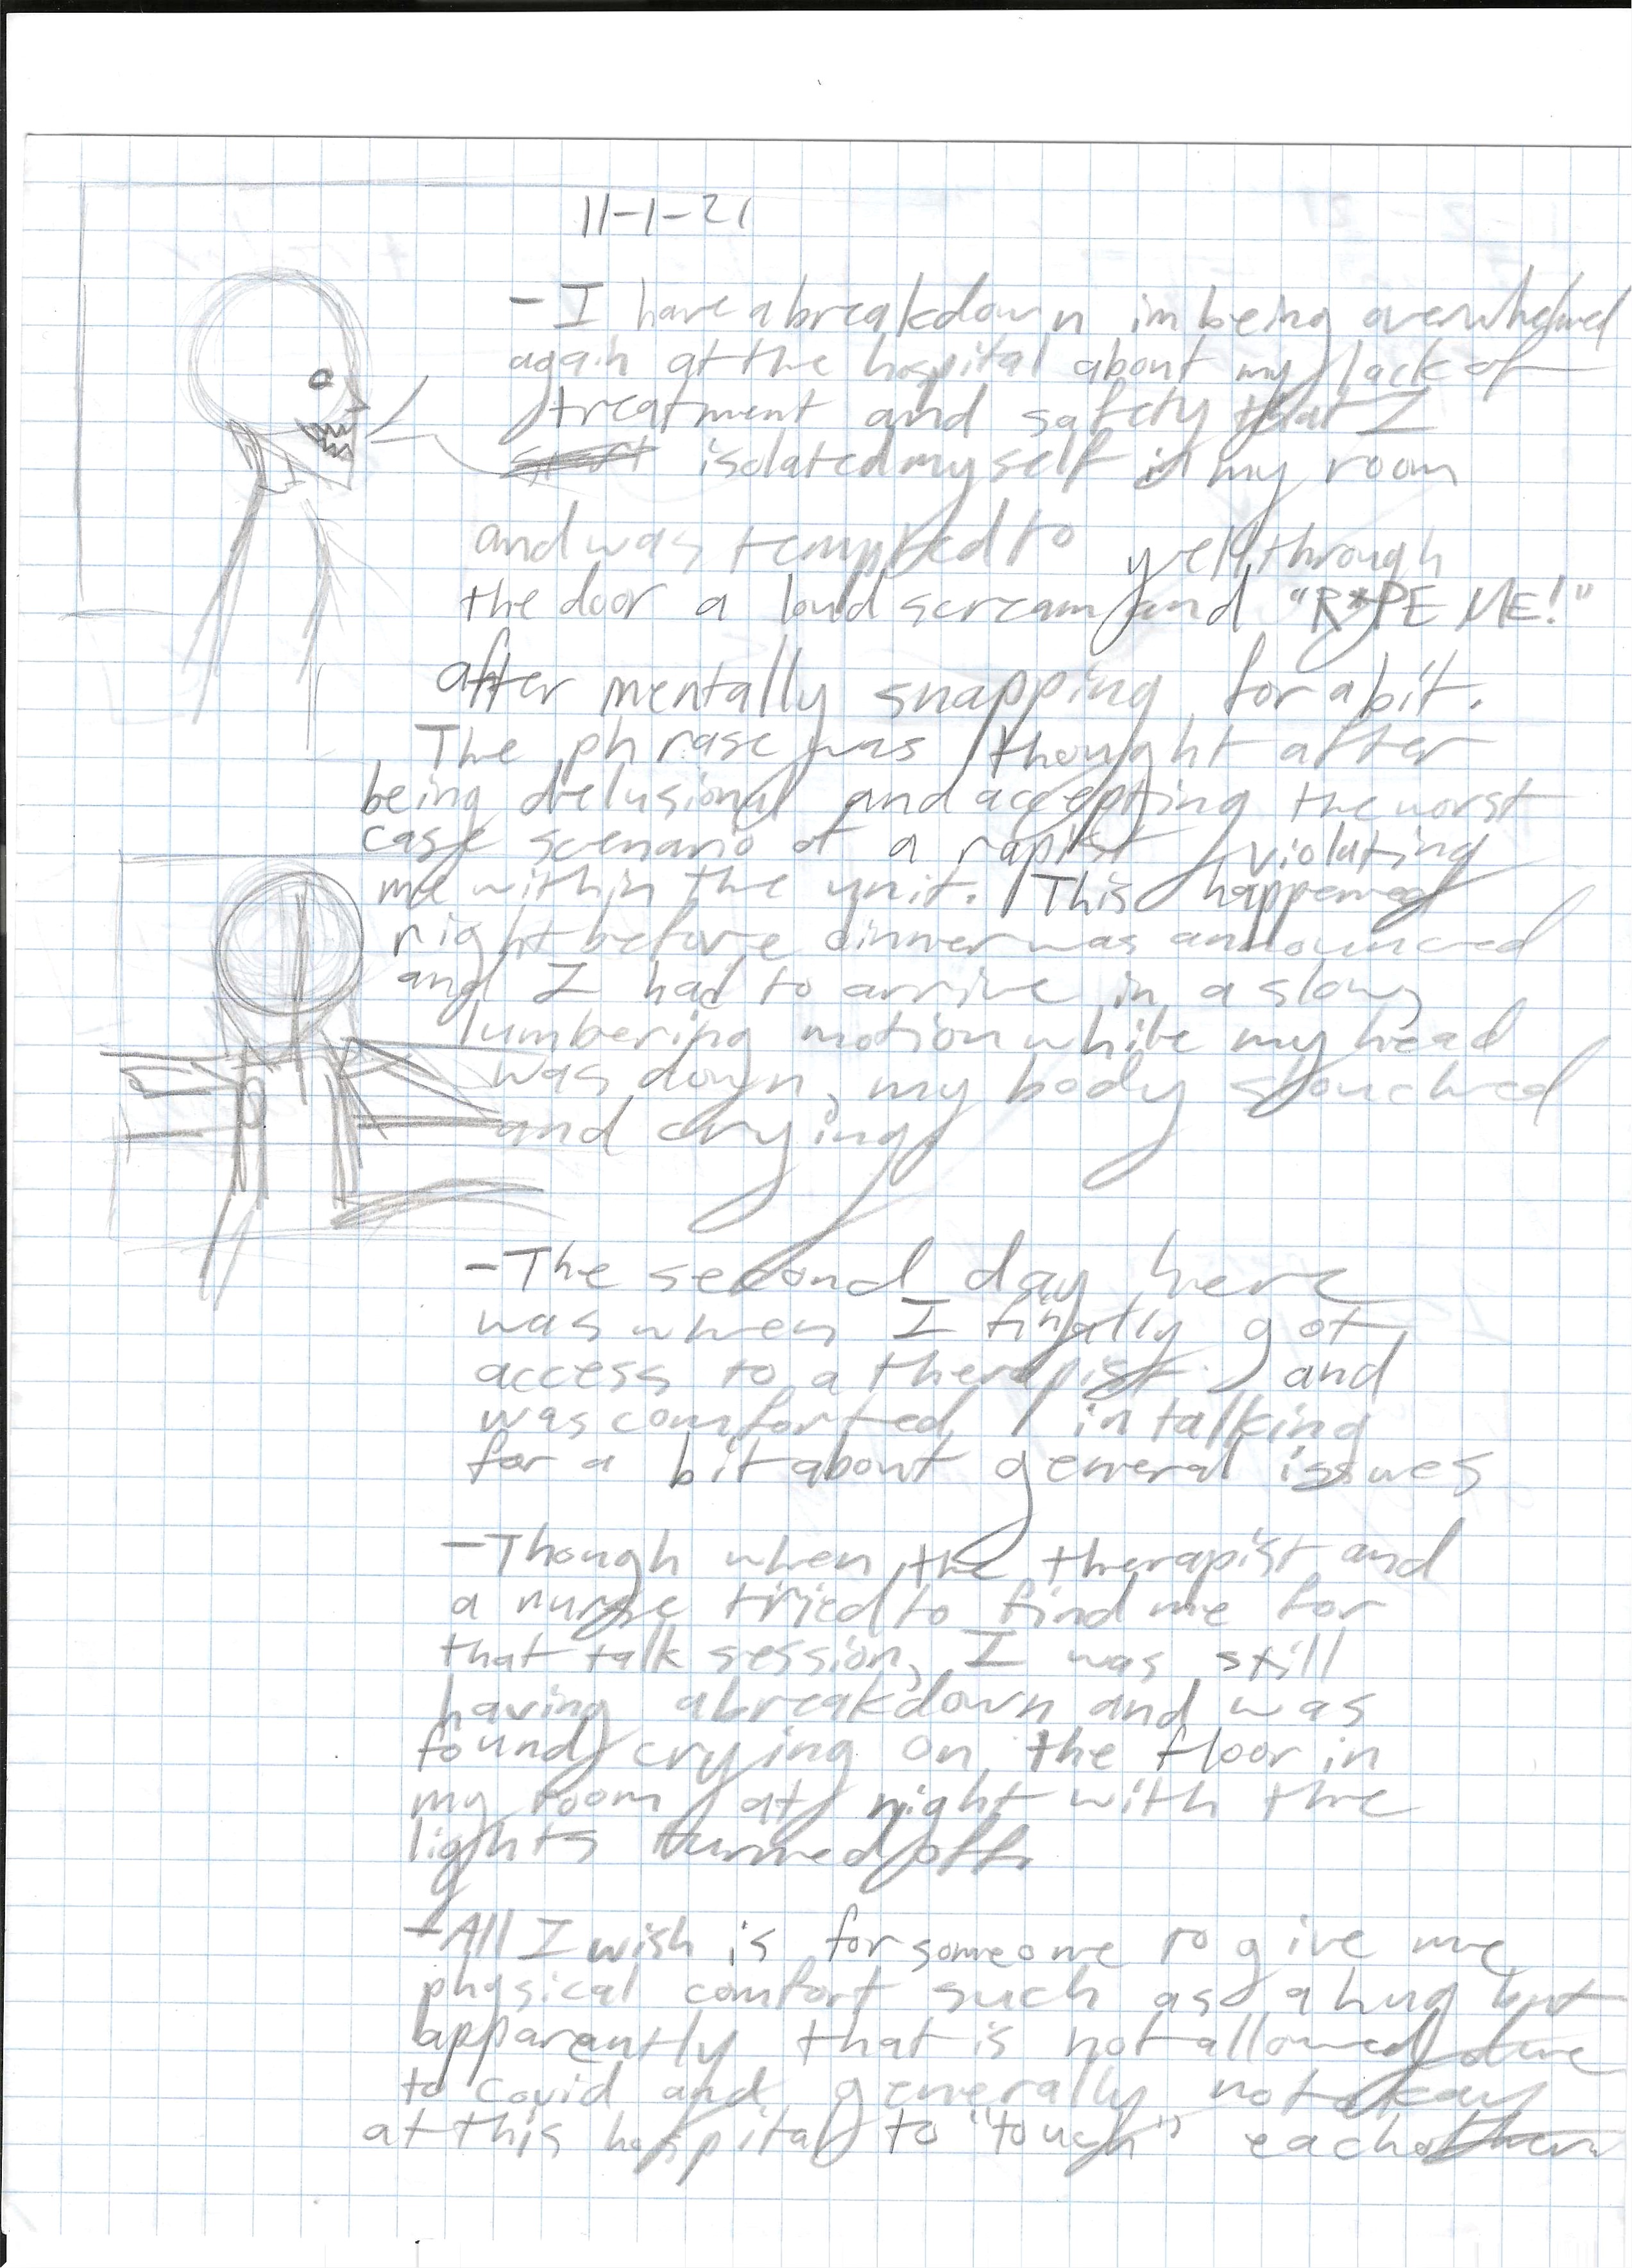 11-1-21
- I have a breakdown im being overwhelmed
again at the hospital about my lack of
treatment and safety that I
isolated myself in my room
and was tempted to yell through
the door a loud scream and "R*PE ME!"
after mentally snapping for a bit.
The phrase was thought after
being delusional and accepting the worst
case scenario of a rapist violating
me within the unit. This happened
right before dinner was announced
and I had to arrive in a slow,
lumbering motion while my head
was down, my body slouched
and crying.
- The second day here
was when I finally got
access to a therapist and
was comforted in talking
for a bit about general issues
- Though when the therapist and
a nurse tried to find me for
that talk session, I was still
having a breakdown and was
found crying on the floor in
my room at night with the
lights turned off.
- All I wish is for someone to give me
physical comfort such as a hug but
apparantly that is not allowed due
to covid and generally not okay
at this hospital to "touch" each other